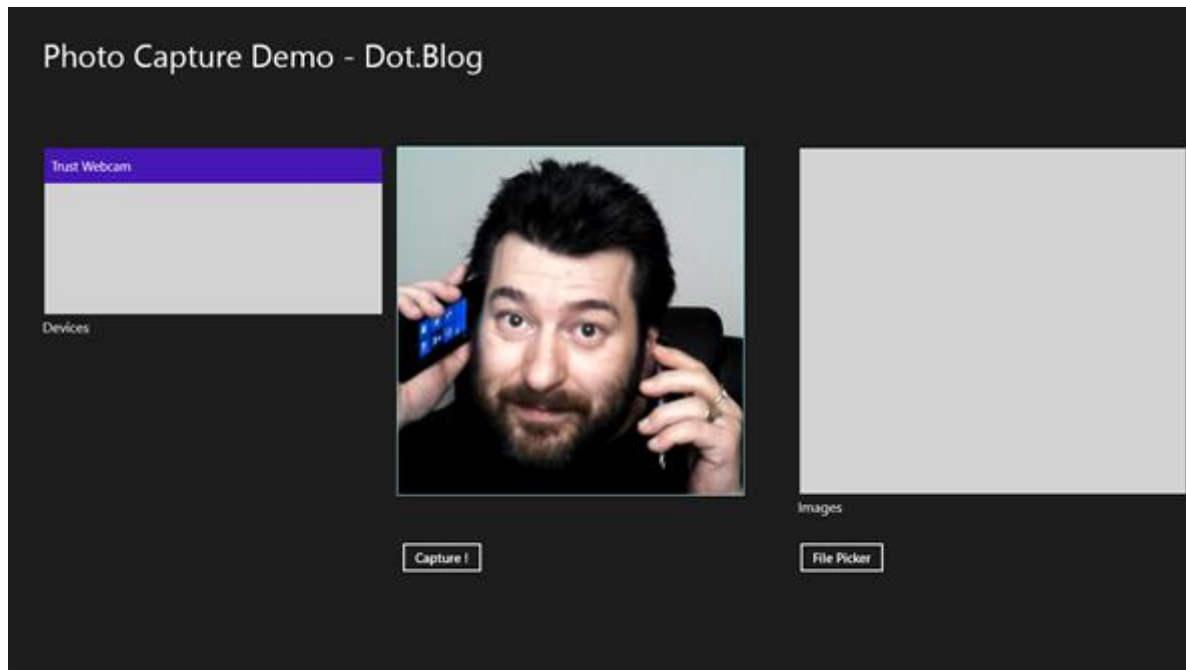 Photo Capture Demo - Dot.Blog
Trust Webcam
Devices
Images
Capture !
File Picker